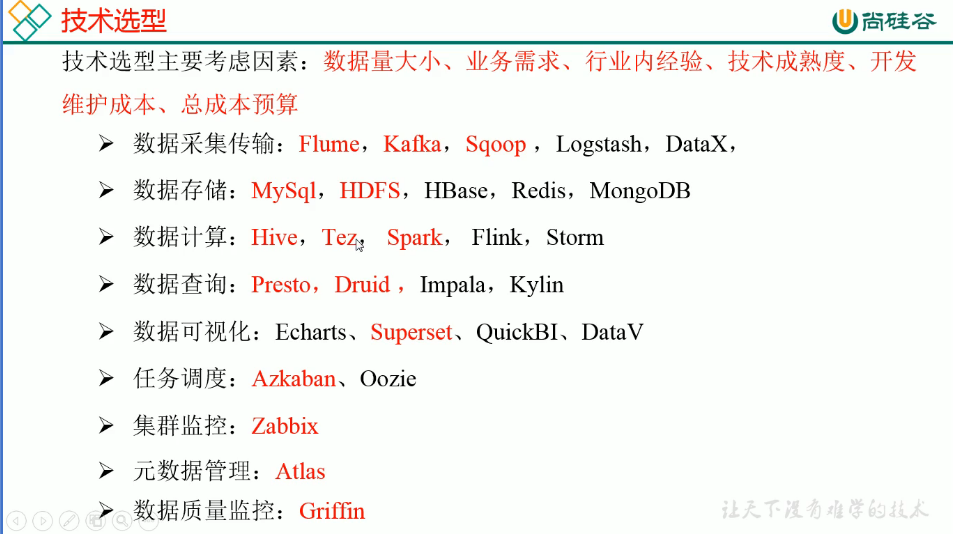 技术选型
尚硅谷
技术选型主要考虑因素：数据量大小、业务需求、行业内经验、技术成熟度、开发
维护成本、总成本预算
➢ 数据采集传输：Flume，Kafka，Sqoop ，Logstash，DataX，
➢ 数据存储：MySql，HDFS，HBase，Redis，MongoDB
➢ 数据计算：Hive，Tez， Spark， Flink，Storm
➢ 数据查询：Presto，Druid ，Impala，Kylin
➢ 数据可视化：Echarts、Superset、QuickBI、DataV
➢ 任务调度：Azkaban、Oozie
➢ 集群监控：Zabbix
➢ 元数据管理：Atlas
➢ 数据质量监控：Griffin
让天下没有难学的技术